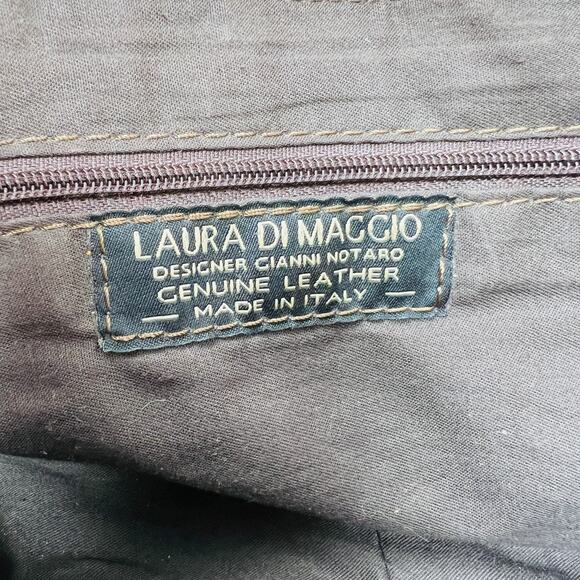 LAURA DI MAGGIO
DESIGNER GIANNI NOTARO
GENUINE LEATHER
— MADE IN ITALY —